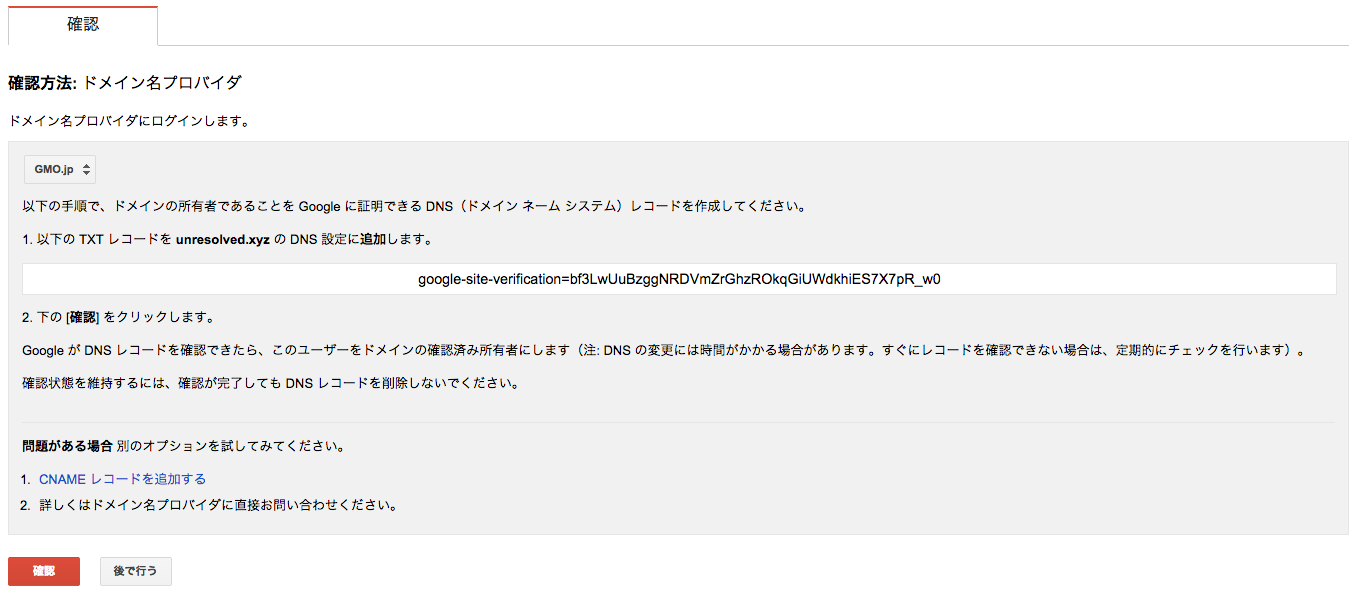 確認
確認方法: ドメイン名プロバイダ
ドメイン名プロバイダにログインします。
GMO.jp
以下の手順で、ドメインの所有者であることを Google に証明できる DNS（ドメイン ネーム システム）レコードを作成してください。
1. 以下の TXT レコードを unresolved.xyz の DNS 設定に追加します。
google-site-verification=bf3LwUuBzggNRDVmZrGhzROkqGiUWdkhiES7X7pR_w0
2. 下の [確認] をクリックします。
Google が DNS レコードを確認できたら、このユーザーをドメインの確認済み所有者にします（注: DNS の変更には時間がかかる場合があります。すぐにレコードを確認できない場合は、定期的にチェックを行います）。
確認状態を維持するには、確認が完了しても DNS レコードを削除しないでください。
問題がある場合 別のオプションを試してみてください。
1. CNAME レコードを追加する
2. 詳しくはドメイン名プロバイダに直接お問い合わせください。
確認 後で行う